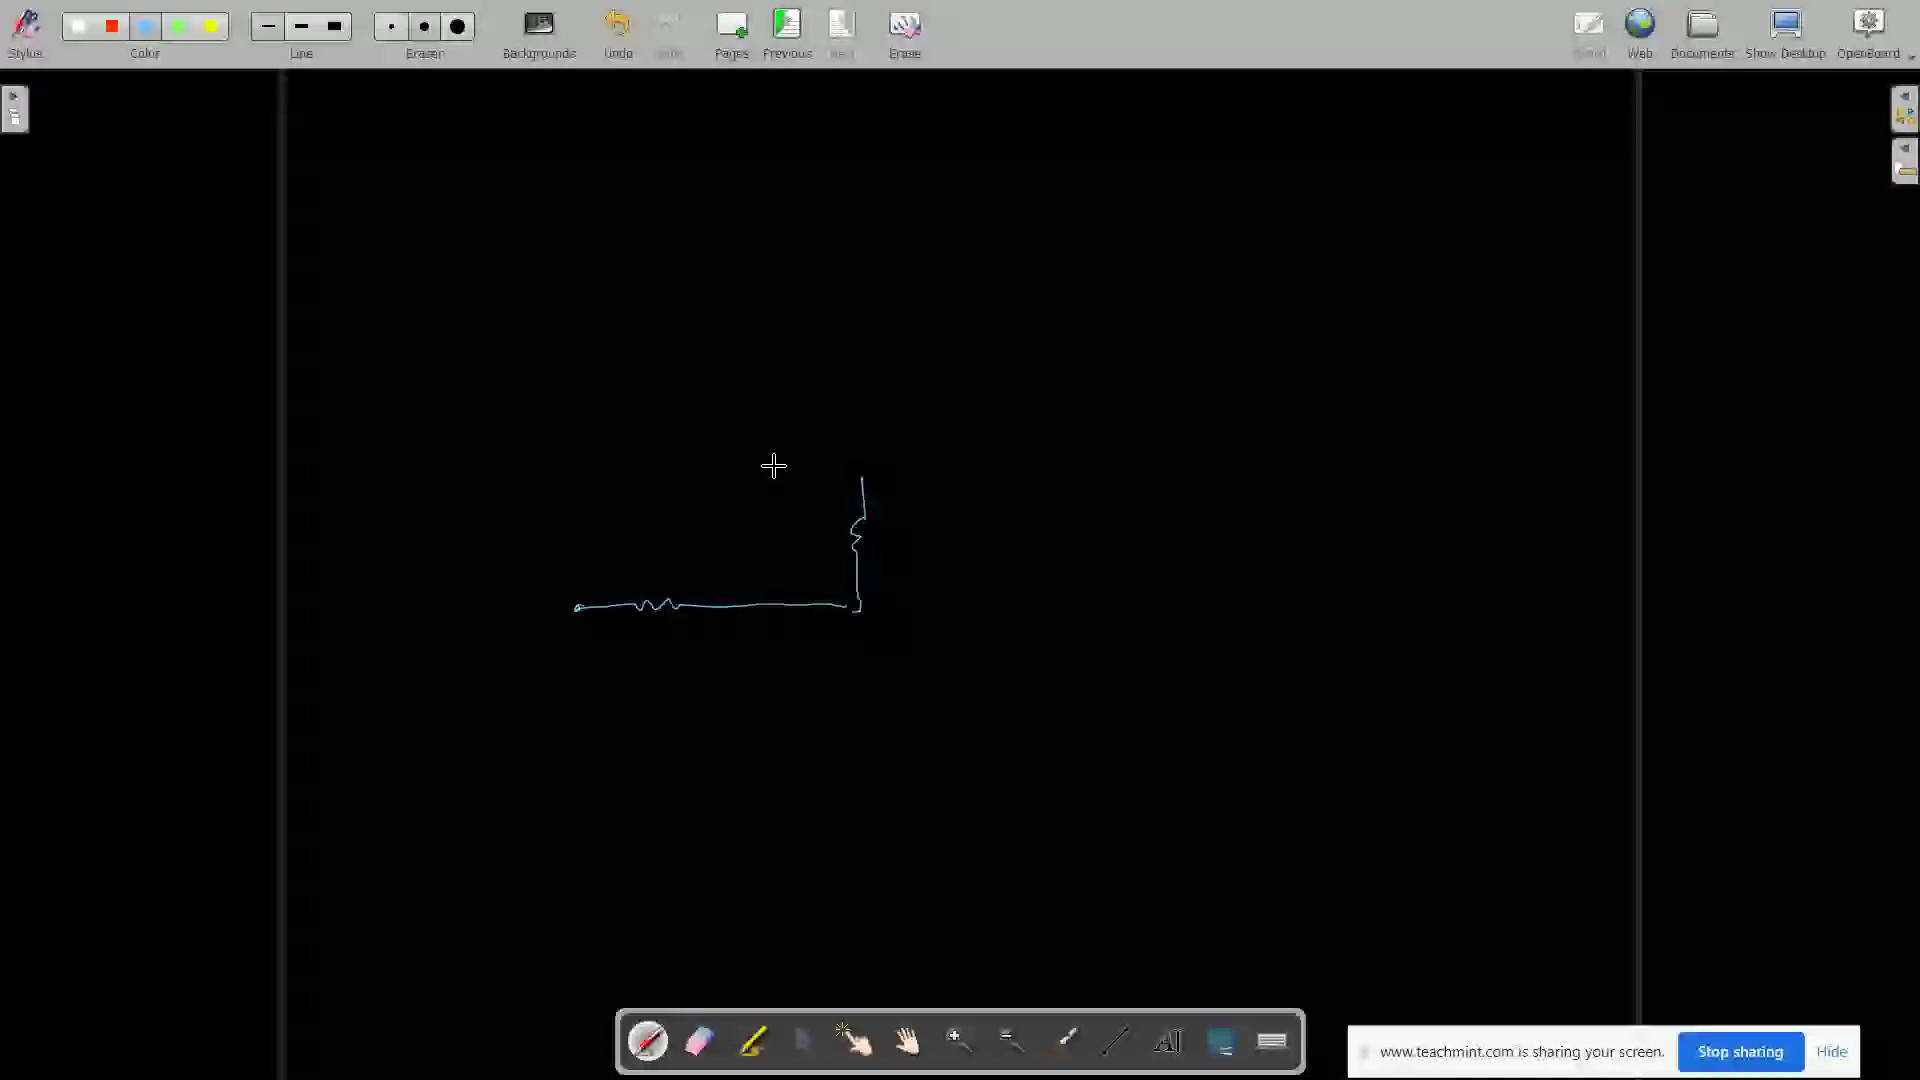 Stylus
Color
Line
Eraser
Backgrounds
Undo
Pages
Previous
Erase
Web
Documents
Show Desktop
OpenBoard
www.teachmint.com is sharing your screen.
Stop sharing
Hide